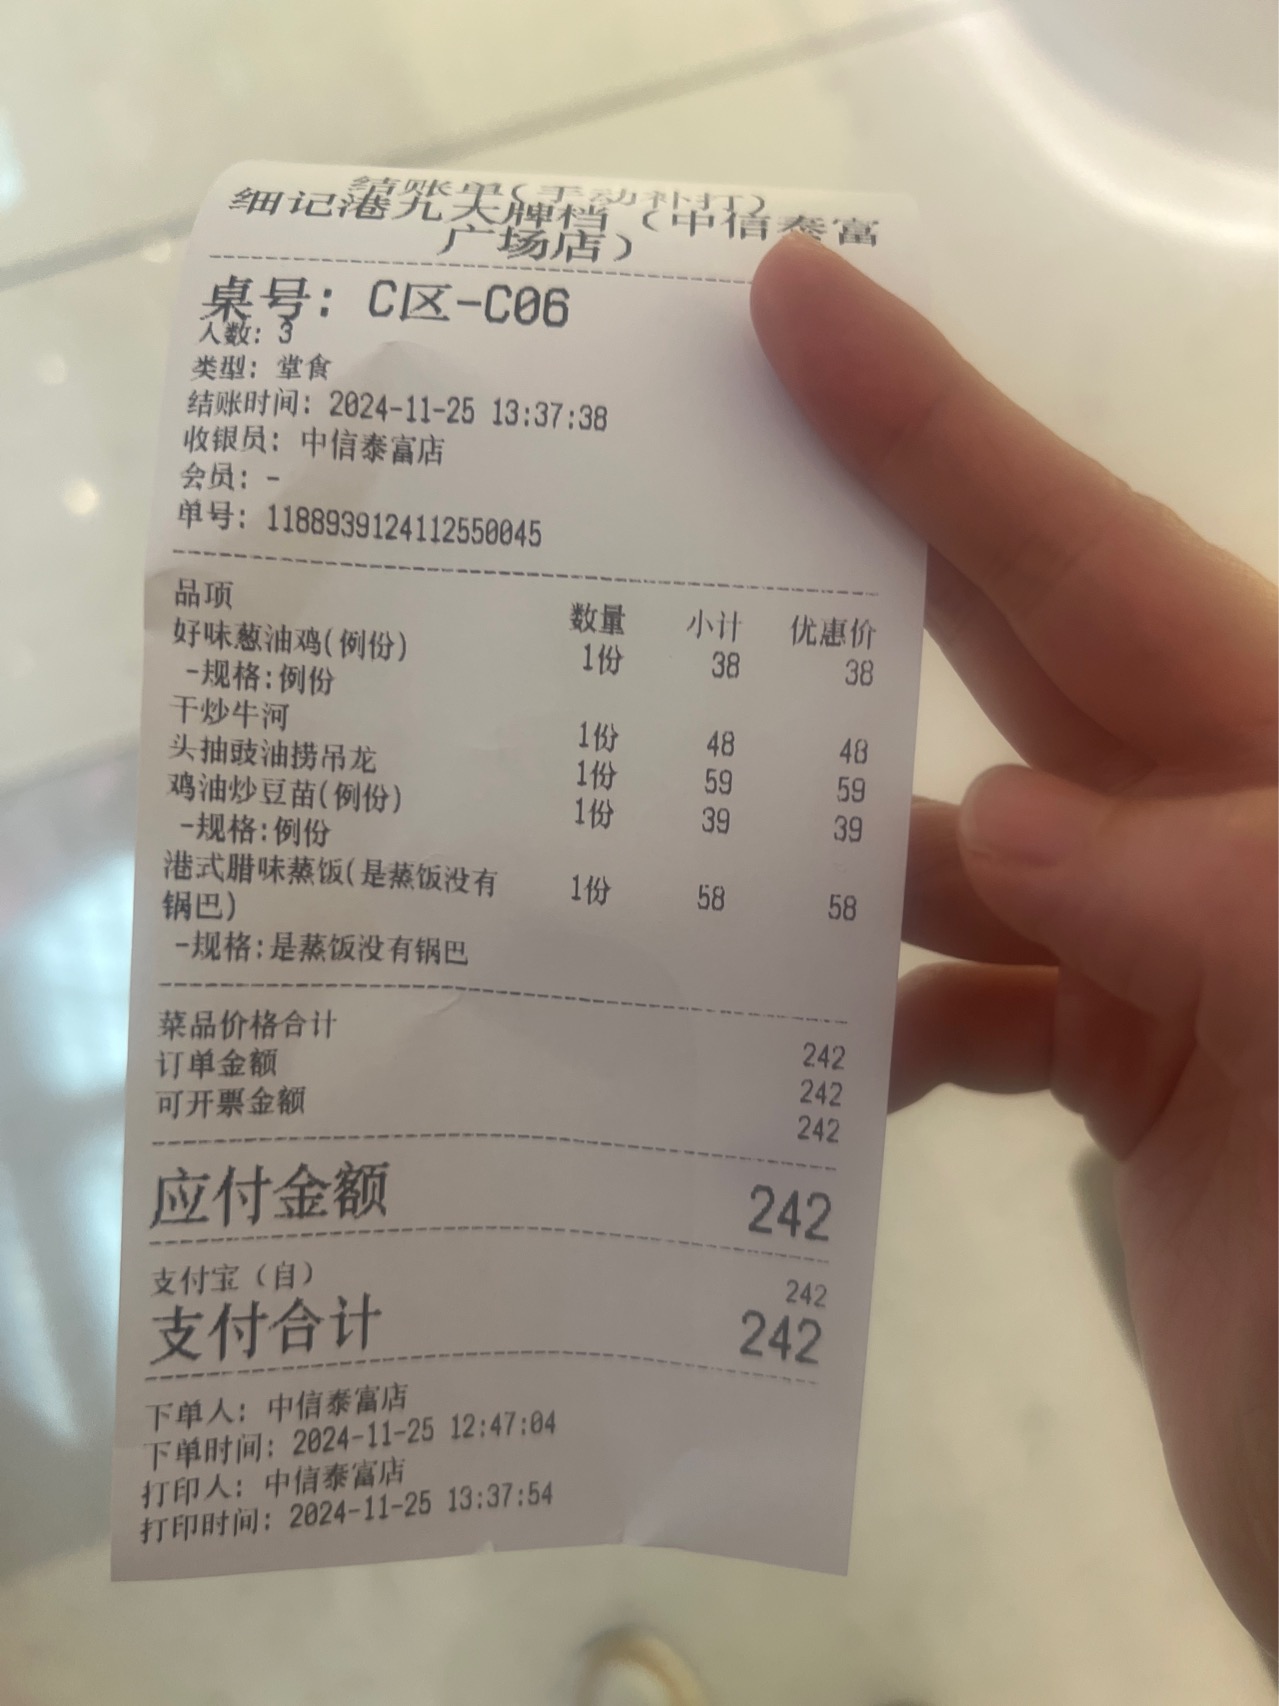 结账单(手动补打)
细记港九大牌档（中信泰富
广场店）
桌号: C区-C06
人数: 3
类型: 堂食
结账时间: 2024-11-25 13:37:38
收银员: 中信泰富店
会员: -
单号: 1188939124112550045
品项 数量 小计 优惠价
好味葱油鸡(例份) 1份 38 38
-规格:例份
干炒牛河 1份 48 48
头抽豉油捞吊龙 1份 59 59
鸡油炒豆苗(例份) 1份 39 39
-规格:例份
港式腊味蒸饭(是蒸饭没有 1份 58 58
锅巴)
-规格:是蒸饭没有锅巴
菜品价格合计 242
订单金额 242
可开票金额 242
应付金额 242
支付宝（自） 242
支付合计 242
下单人: 中信泰富店
下单时间: 2024-11-25 12:47:04
打印人: 中信泰富店
打印时间: 2024-11-25 13:37:54